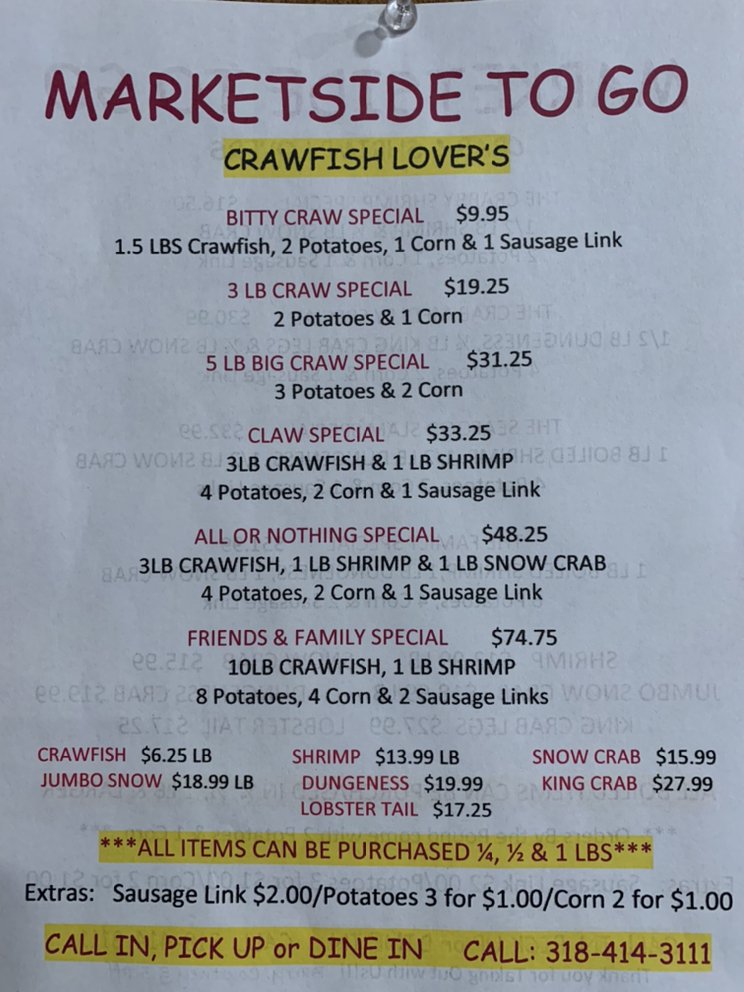 MARKETSIDE TO GO
CRAWFISH LOVER'S
BITTY CRAW SPECIAL $9.95
1.5 LBS Crawfish, 2 Potatoes, 1 Corn & 1 Sausage Link
3 LB CRAW SPECIAL $19.25
2 Potatoes & 1 Corn
5 LB BIG CRAW SPECIAL $31.25
3 Potatoes & 2 Corn
CLAW SPECIAL $33.25
3LB CRAWFISH & 1 LB SHRIMP
4 Potatoes, 2 Corn & 1 Sausage Link
ALL OR NOTHING SPECIAL $48.25
3LB CRAWFISH, 1 LB SHRIMP & 1 LB SNOW CRAB
4 Potatoes, 2 Corn & 1 Sausage Link
FRIENDS & FAMILY SPECIAL $74.75
10LB CRAWFISH, 1 LB SHRIMP
8 Potatoes, 4 Corn & 2 Sausage Links
CRAWFISH $6.25 LB SHRIMP $13.99 LB SNOW CRAB $15.99
JUMBO SNOW $18.99 LB DUNGENESS $19.99 KING CRAB $27.99
LOBSTER TAIL $17.25
***ALL ITEMS CAN BE PURCHASED ¼, ½ & 1 LBS***
Extras: Sausage Link $2.00/Potatoes 3 for $1.00/Corn 2 for $1.00
CALL IN, PICK UP or DINE IN CALL: 318-414-3111